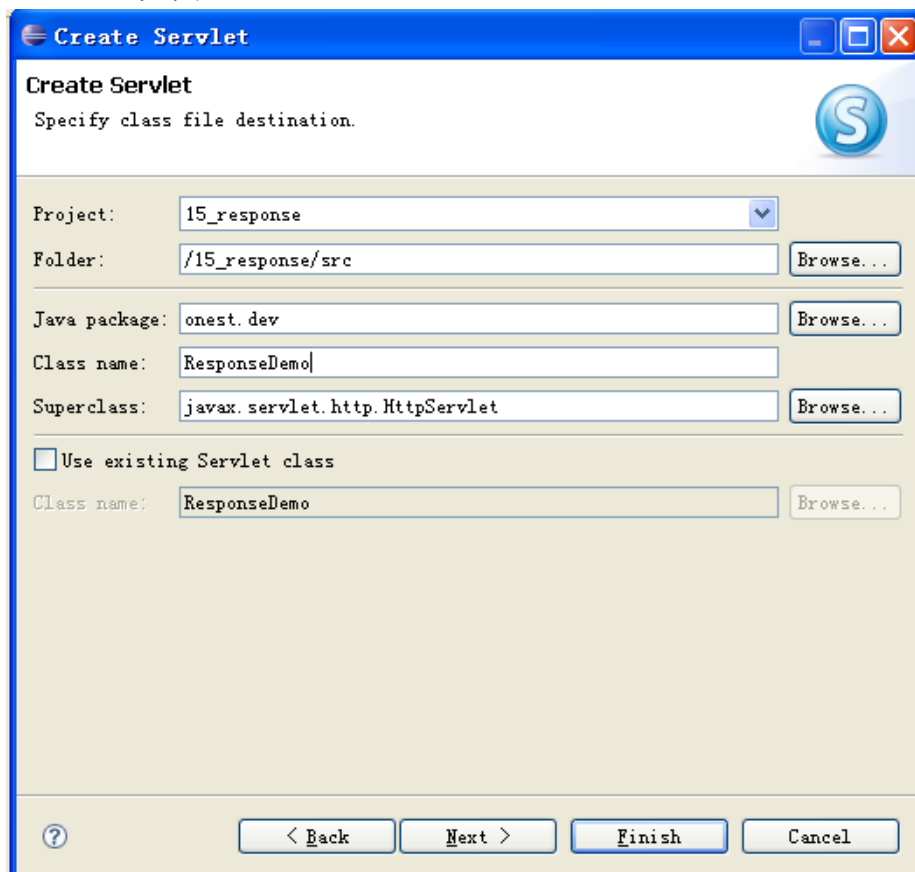 Create Servlet
Create Servlet
Specify class file destination.
S
Project: 15_response
Folder: /15_response/src Browse...
Java package: onest.dev Browse...
Class name: ResponseDemo
Superclass: javax.servlet.http.HttpServlet Browse...
Use existing Servlet class
Class name: ResponseDemo Browse...
? < Back Next > Finish Cancel